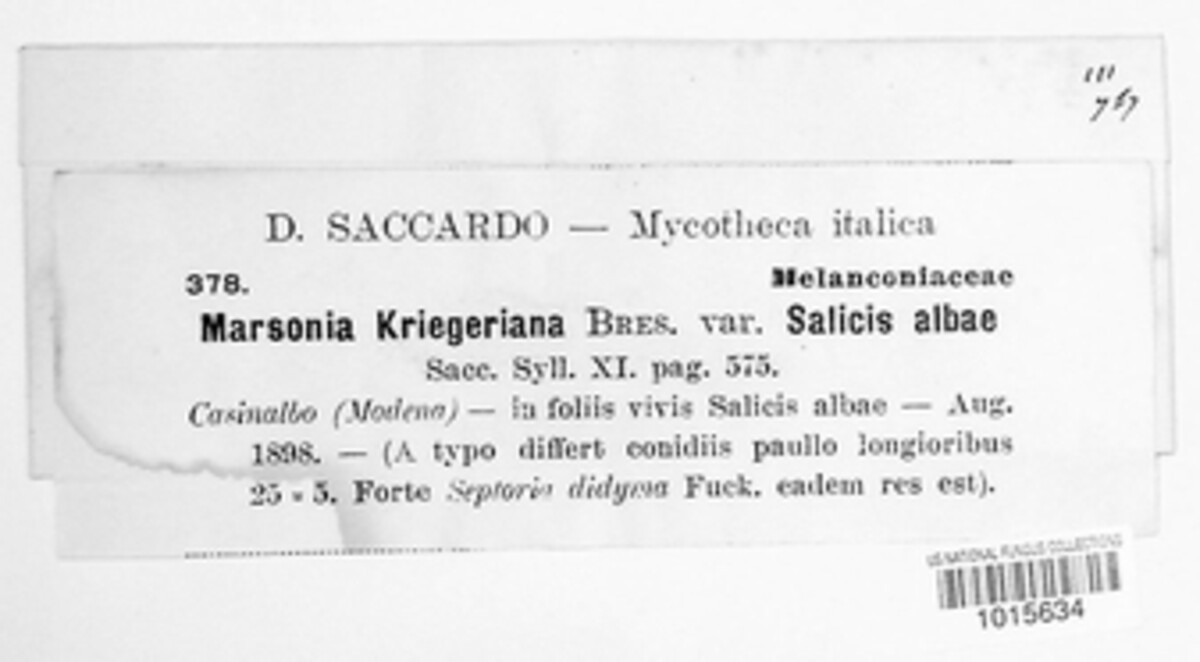 D. SACCARDO — Mycotheca italica
378. Melanconiaceae
Marsonia Kriegeriana BRES. var. Salicis albae
Sacc. Syll. XI. pag. 575.
Casinalbo (Modena) — in foliis vivis Salicis albae — Aug.
1898. — (A typo differt conidiis paullo longioribus
25 * 5. Forte Septoria didyma Fuck. eadem res est).
US NATIONAL FUNGUS COLLECTIONS
1015634